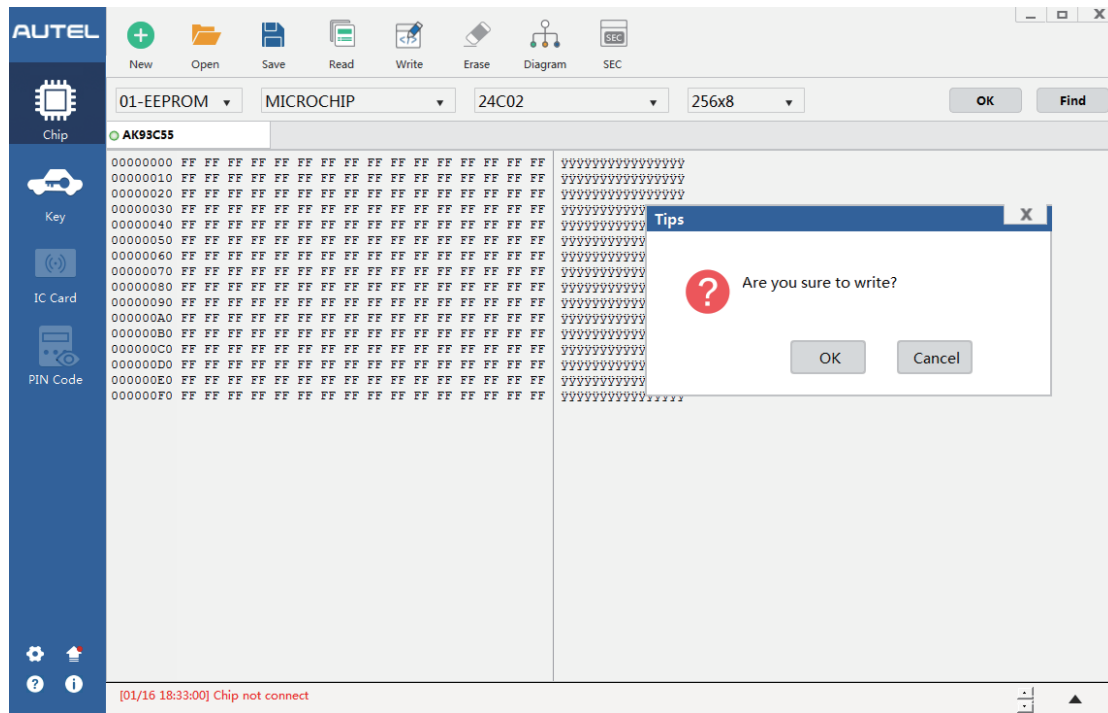 AUTEL
New Open Save Read Write Erase Diagram SEC
SEC
01-EEPROM MICROCHIP 24C02 256x8 OK Find
Chip
AK93C55
00000000 FF FF FF FF FF FF FF FF FF FF FF FF FF FF FF FF ÿÿÿÿÿÿÿÿÿÿÿÿÿÿÿÿ
00000010 FF FF FF FF FF FF FF FF FF FF FF FF FF FF FF FF ÿÿÿÿÿÿÿÿÿÿÿÿÿÿÿÿ
00000020 FF FF FF FF FF FF FF FF FF FF FF FF FF FF FF FF ÿÿÿÿÿÿÿÿÿÿÿÿÿÿÿÿ
00000030 FF FF FF FF FF FF FF FF FF FF FF FF FF FF FF FF ÿÿÿÿÿÿÿÿÿÿÿ
00000040 FF FF FF FF FF FF FF FF FF FF FF FF FF FF FF FF ÿÿÿÿÿÿÿÿÿÿÿ
00000050 FF FF FF FF FF FF FF FF FF FF FF FF FF FF FF FF ÿÿÿÿÿÿÿÿÿÿÿ
00000060 FF FF FF FF FF FF FF FF FF FF FF FF FF FF FF FF ÿÿÿÿÿÿÿÿÿÿÿ
00000070 FF FF FF FF FF FF FF FF FF FF FF FF FF FF FF FF ÿÿÿÿÿÿÿÿÿÿÿ
00000080 FF FF FF FF FF FF FF FF FF FF FF FF FF FF FF FF ÿÿÿÿÿÿÿÿÿÿÿ
00000090 FF FF FF FF FF FF FF FF FF FF FF FF FF FF FF FF ÿÿÿÿÿÿÿÿÿÿÿ
000000A0 FF FF FF FF FF FF FF FF FF FF FF FF FF FF FF FF ÿÿÿÿÿÿÿÿÿÿÿ
000000B0 FF FF FF FF FF FF FF FF FF FF FF FF FF FF FF FF ÿÿÿÿÿÿÿÿÿÿÿ
000000C0 FF FF FF FF FF FF FF FF FF FF FF FF FF FF FF FF ÿÿÿÿÿÿÿÿÿÿÿ
000000D0 FF FF FF FF FF FF FF FF FF FF FF FF FF FF FF FF ÿÿÿÿÿÿÿÿÿÿÿ
000000E0 FF FF FF FF FF FF FF FF FF FF FF FF FF FF FF FF ÿÿÿÿÿÿÿÿÿÿÿ
000000F0 FF FF FF FF FF FF FF FF FF FF FF FF FF FF FF FF ÿÿÿÿÿÿÿÿÿÿÿÿÿÿÿÿ
Key
IC Card
PIN Code
Tips X
Are you sure to write?
OK Cancel
[01/16 18:33:00] Chip not connect